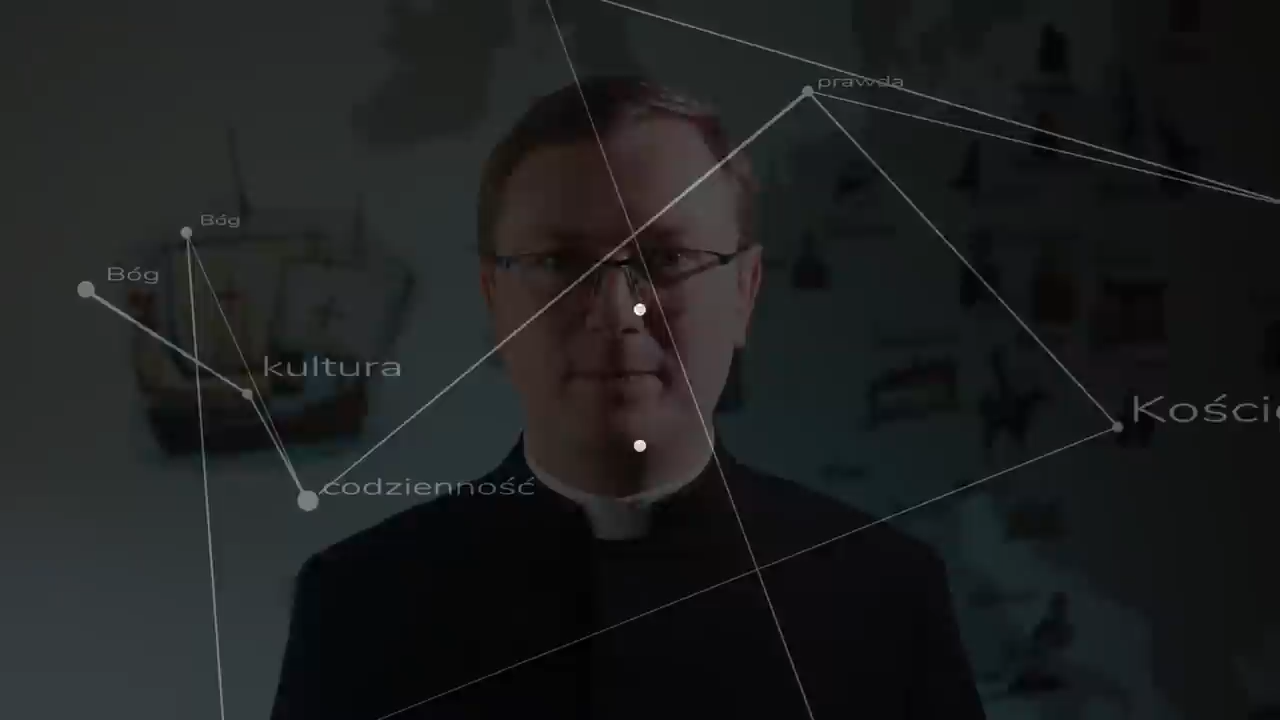 prawda
Bóg
Bóg
kultura
Kośció
codzienność